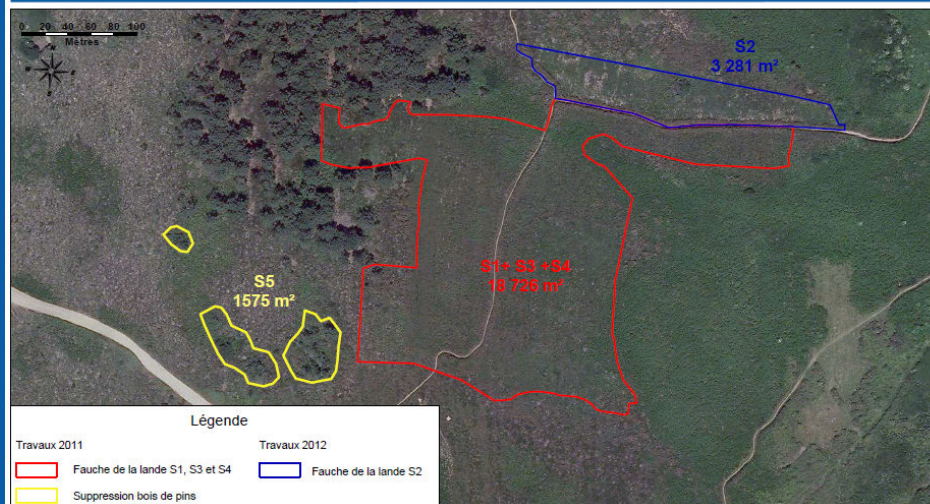 0 20 40 60 80 100
Mètres
N
S2
3 281 m²
S1+ S3 +S4
18 726 m²
S5
1575 m²
Légende
Travaux 2011
Travaux 2012
Fauche de la lande S1, S3 et S4
Fauche de la lande S2
Suppression bois de pins